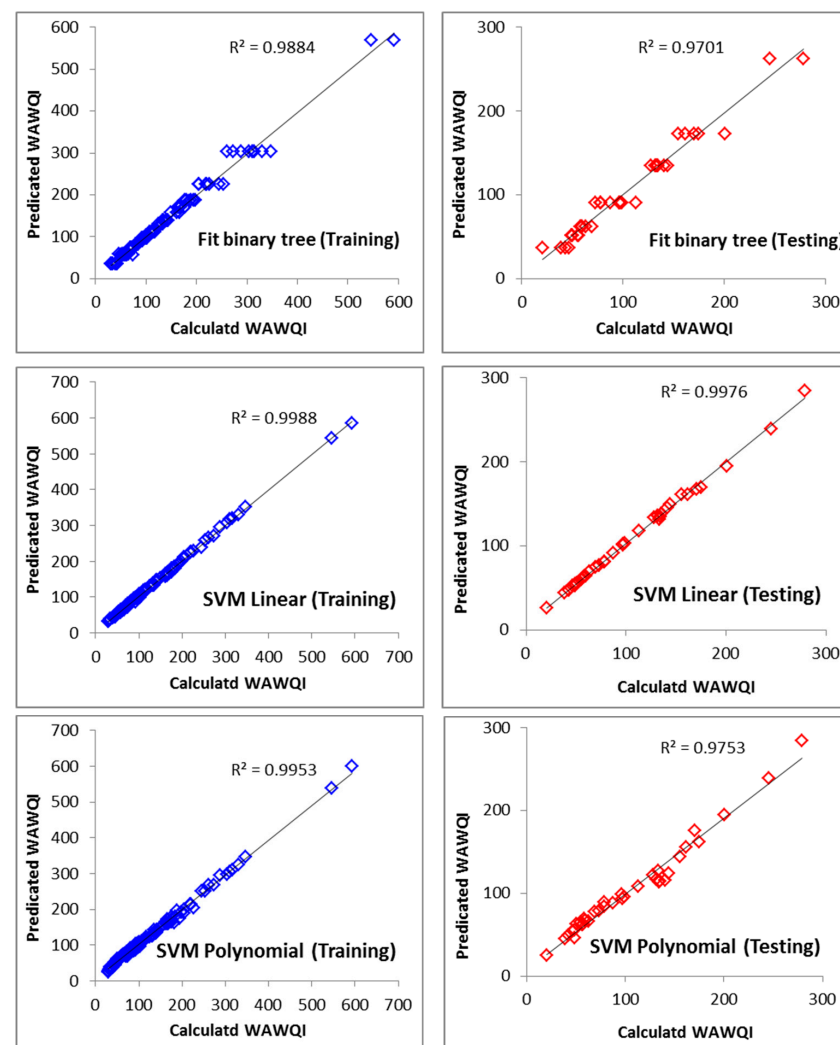 600
500
400
300
200
100
0
R² = 0.9884
Predicated WAWQI
Fit binary tree (Training)
0 100 200 300 400 500 600
Calculatd WAWQI
300
200
100
0
R² = 0.9701
Predicated WAWQI
Fit binary tree (Testing)
0 100 200 300
Calculatd WAWQI
700
600
500
400
300
200
100
0
R² = 0.9988
Predicated WAWQI
SVM Linear (Training)
0 100 200 300 400 500 600 700
Calculatd WAWQI
300
200
100
0
R² = 0.9976
Predicated WAWQI
SVM Linear (Testing)
0 100 200 300
Calculatd WAWQI
700
600
500
400
300
200
100
0
R² = 0.9953
Predicated WAWQI
SVM Polynomial (Training)
0 100 200 300 400 500 600 700
Calculatd WAWQI
300
200
100
0
R² = 0.9753
Predicated WAWQI
SVM Polynomial (Testing)
0 100 200 300
Calculatd WAWQI